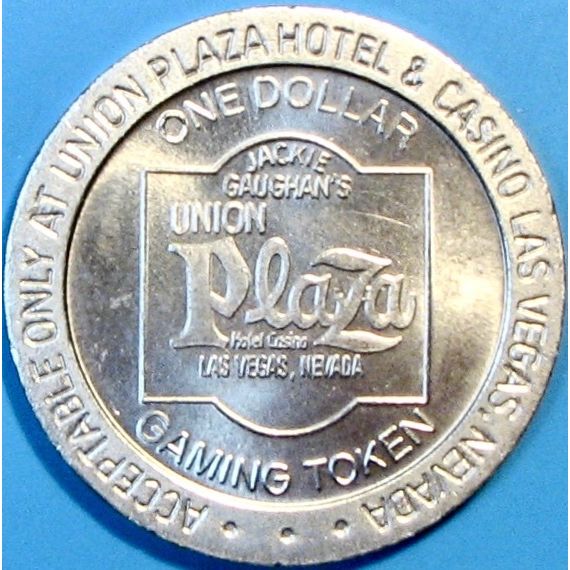 ACCEPTABLE ONLY AT UNION PLAZA HOTEL & CASINO LAS VEGAS, NEVADA
ONE DOLLAR
JACKIE
GAUGHAN'S
UNION
Plaza
Hotel Casino
LAS VEGAS, NEVADA
GAMING TOKEN